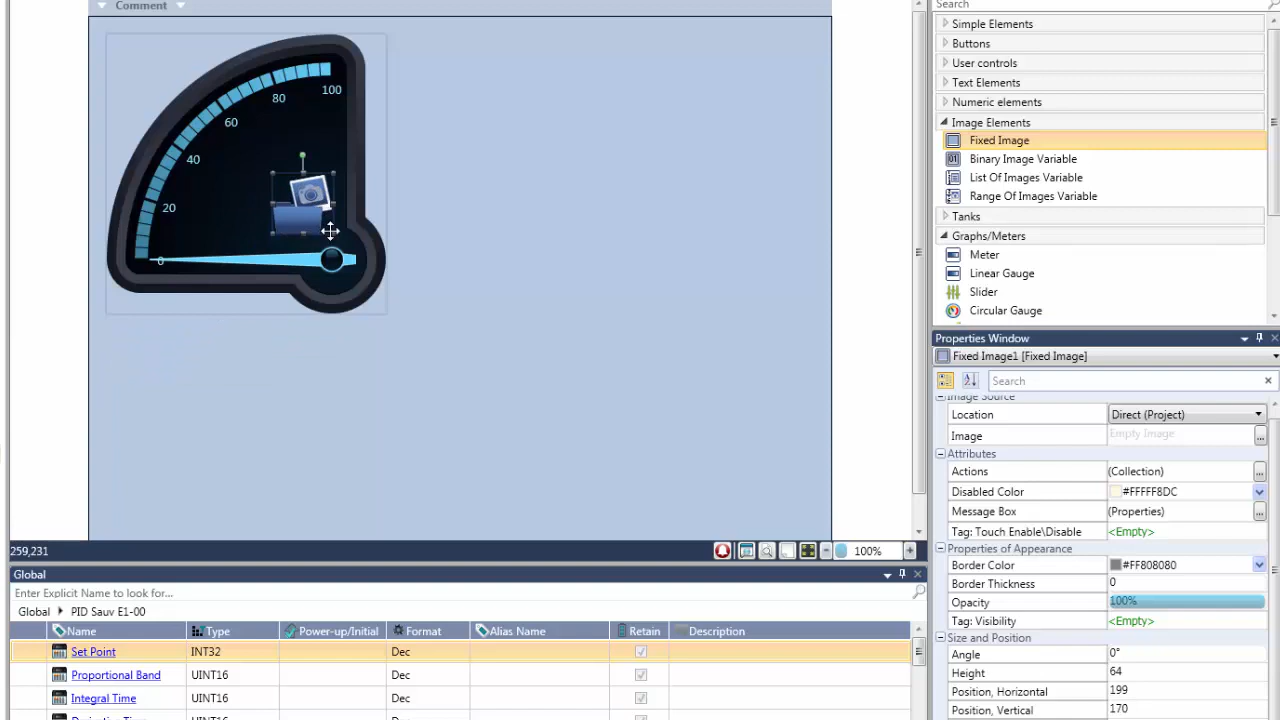 Comment
100
80
60
40
20
0
259,231
100%
Global
Enter Explicit Name to look for...
Global PID Sauv E1-00
Name Type Power-up/Initial Format Alias Name Retain Description
Set Point INT32 Dec
Proportional Band UINT16 Dec
Integral Time UINT16 Dec
Search
Simple Elements
Buttons
User controls
Text Elements
Numeric elements
Image Elements
Fixed Image
Binary Image Variable
List Of Images Variable
Range Of Images Variable
Tanks
Graphs/Meters
Meter
Linear Gauge
Slider
Circular Gauge
Properties Window
Fixed Image1 [Fixed Image]
Search
Image Source
Location Direct (Project)
Image Empty Image
Attributes
Actions (Collection)
Disabled Color #FFFFF8DC
Message Box (Properties)
Tag: Touch Enable\Disable <Empty>
Properties of Appearance
Border Color #FF808080
Border Thickness 0
Opacity 100%
Tag: Visibility <Empty>
Size and Position
Angle 0°
Height 64
Position, Horizontal 199
Position, Vertical 170